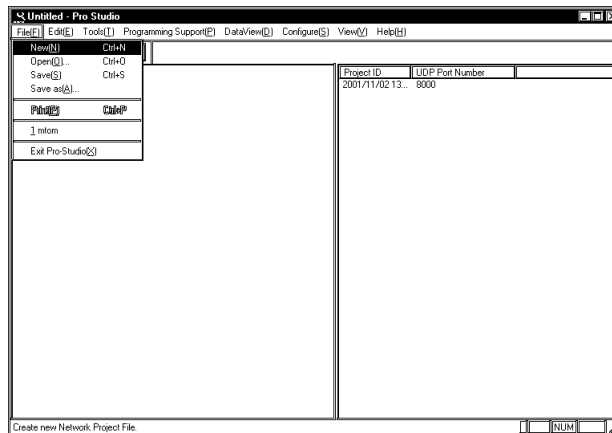 Untitled - Pro Studio
File(F) Edit(E) Tools(T) Programming Support(P) DataView(D) Configure(S) View(V) Help(H)
New(N) Ctrl+N
Open(O)... Ctrl+O
Save(S) Ctrl+S
Save as(A)...
Print(P) Ctrl+P
1 mtom
Exit Pro-Studio(X)
Project ID UDP Port Number
2001/11/02 13... 8000
Create new Network Project File.
NUM